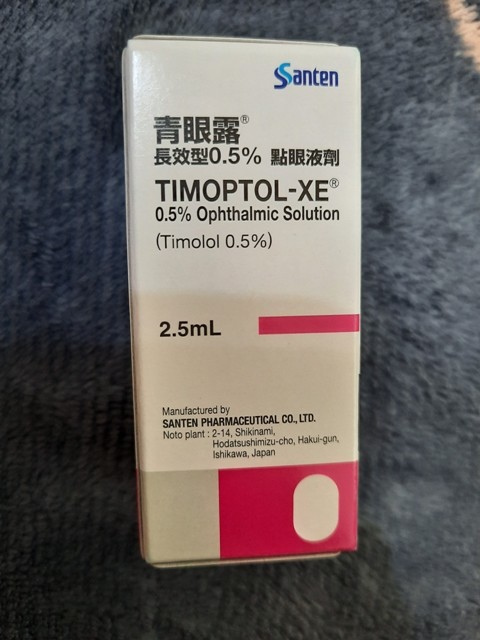 Santen
青眼露®
長效型0.5% 點眼液劑
TIMOPTOL-XE®
0.5% Ophthalmic Solution
(Timolol 0.5%)
2.5mL
Manufactured by
SANTEN PHARMACEUTICAL CO., LTD.
Noto plant : 2-14, Shikinami,
Hodatsushimizu-cho, Hakui-gun,
Ishikawa, Japan